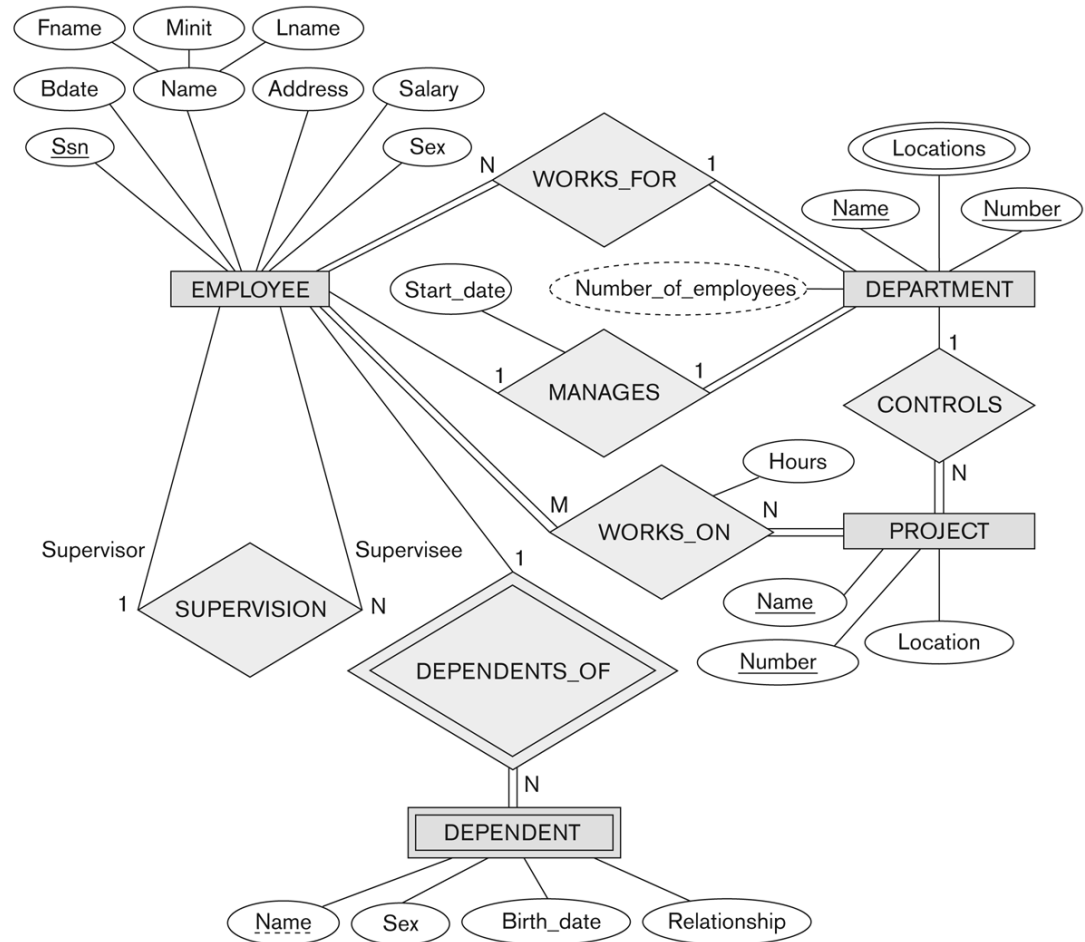 Fname
Minit
Lname
Bdate
Name
Address
Salary
Ssn
Sex
N
WORKS_FOR
1
Locations
Name
Number
EMPLOYEE
Start_date
Number_of_employees
DEPARTMENT
1
MANAGES
1
1
CONTROLS
N
Hours
M
WORKS_ON
N
PROJECT
Supervisor
Supervisee
1
SUPERVISION
N
1
Name
Number
Location
DEPENDENTS_OF
N
DEPENDENT
Name
Sex
Birth_date
Relationship